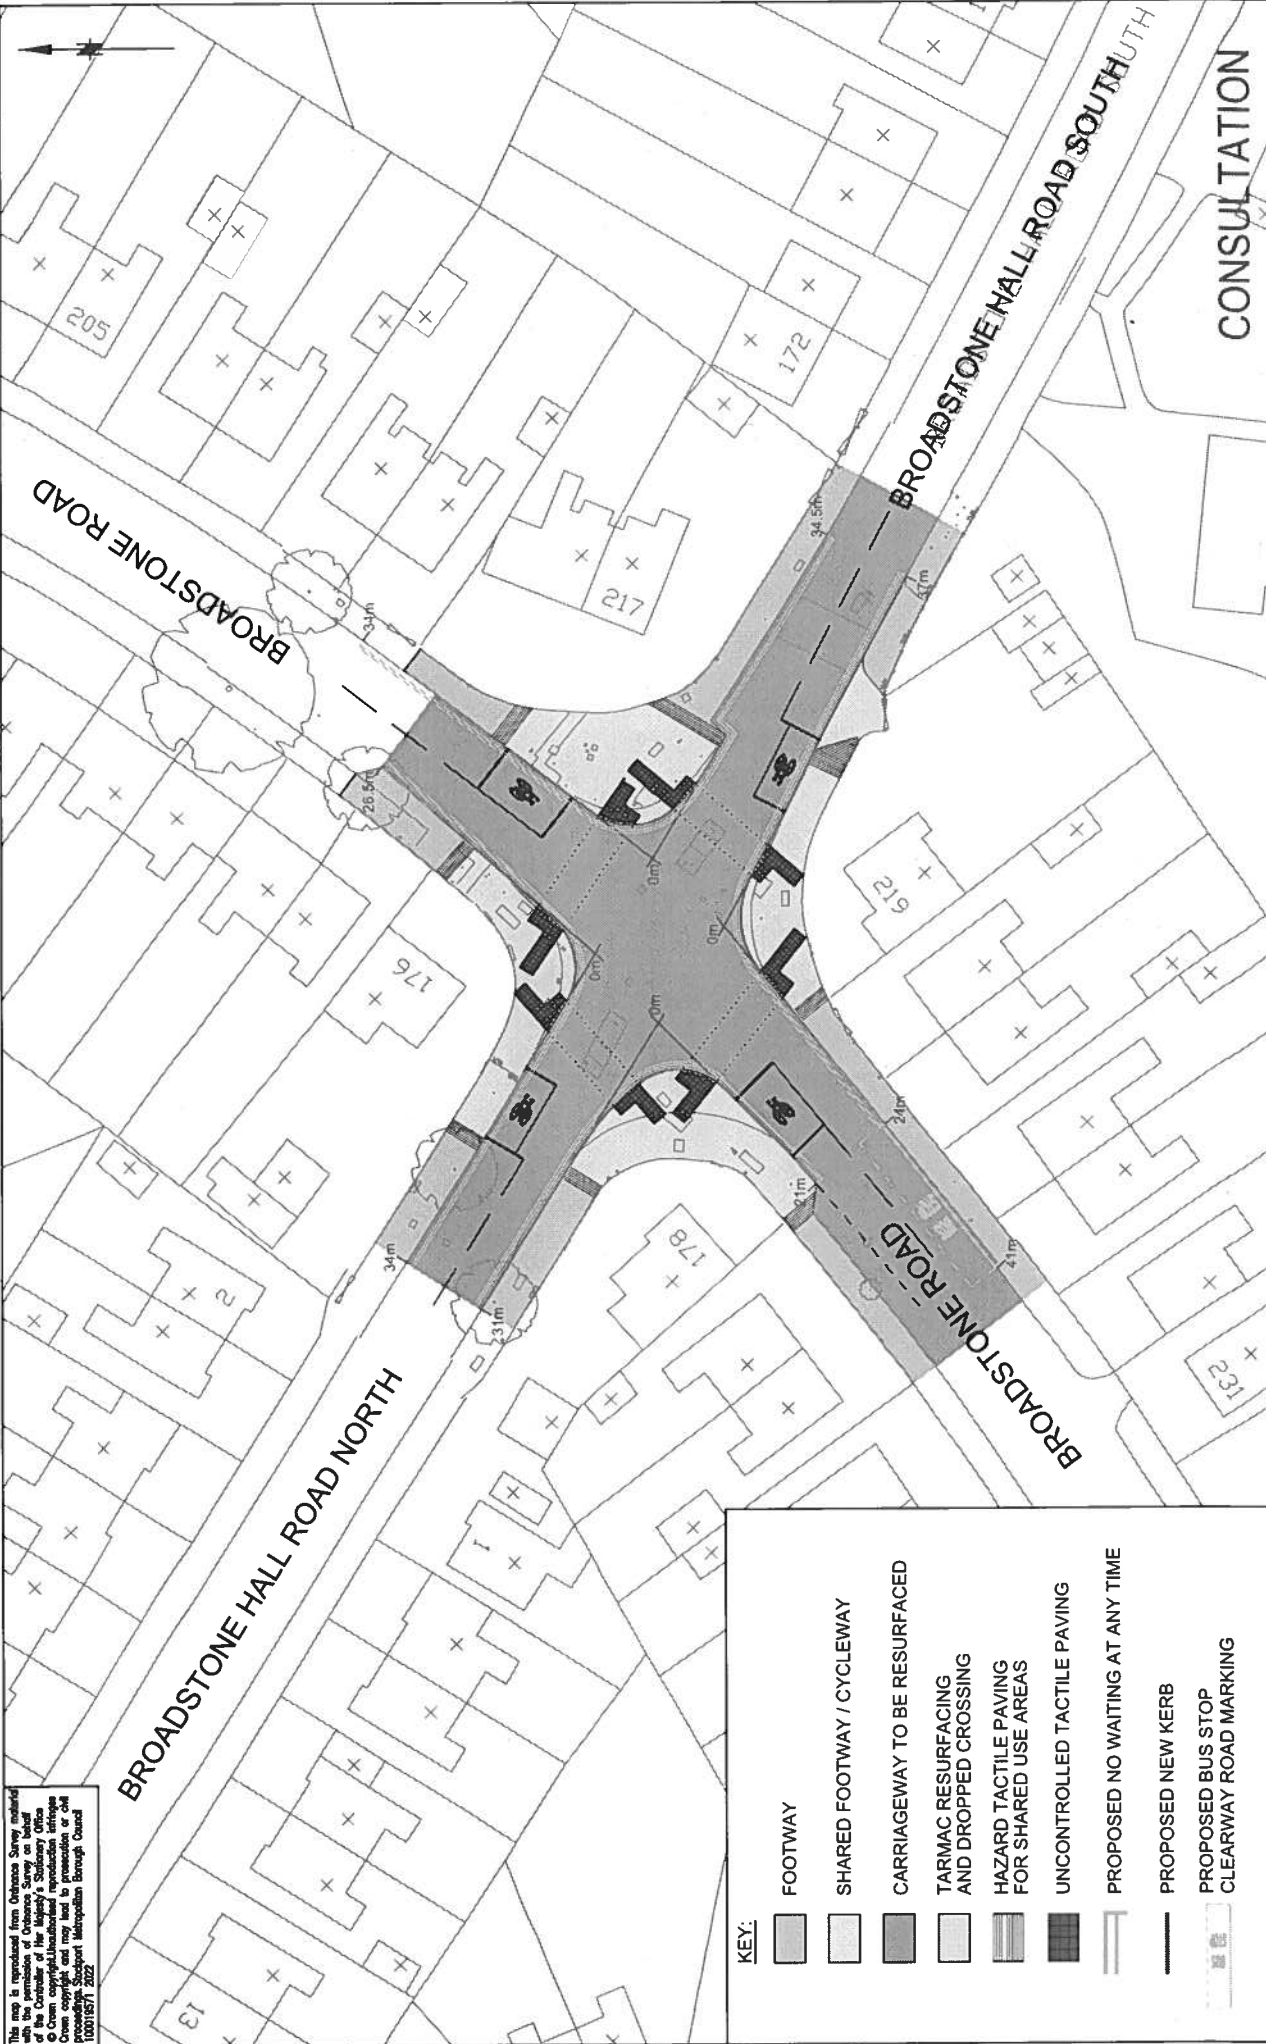 This map is reproduced from Ordnance Survey material
with the permission of Ordnance Survey on behalf
of the Controller of Her Majesty's Stationery Office
© Crown copyright.Unauthorised reproduction infringes
Crown copyright and may lead to prosecution or civil
proceedings. Stockport Metropolitan Borough Council
100019571 2022
BROADSTONE HALL ROAD NORTH
BROADSTONE ROAD
BROADSTONE ROAD
BROADSTONE HALL ROAD SOUTH
CONSULTATION
205
217
172
176
178
219
231
2
1
13
34m
31m
26.5m
31m
34.5m
37m
21m
24m
41m
0m
0m
0m
0m
KEY:
FOOTWAY
SHARED FOOTWAY / CYCLEWAY
CARRIAGEWAY TO BE RESURFACED
TARMAC RESURFACING
AND DROPPED CROSSING
HAZARD TACTILE PAVING
FOR SHARED USE AREAS
UNCONTROLLED TACTILE PAVING
PROPOSED NO WAITING AT ANY TIME
PROPOSED NEW KERB
PROPOSED BUS STOP
CLEARWAY ROAD MARKING